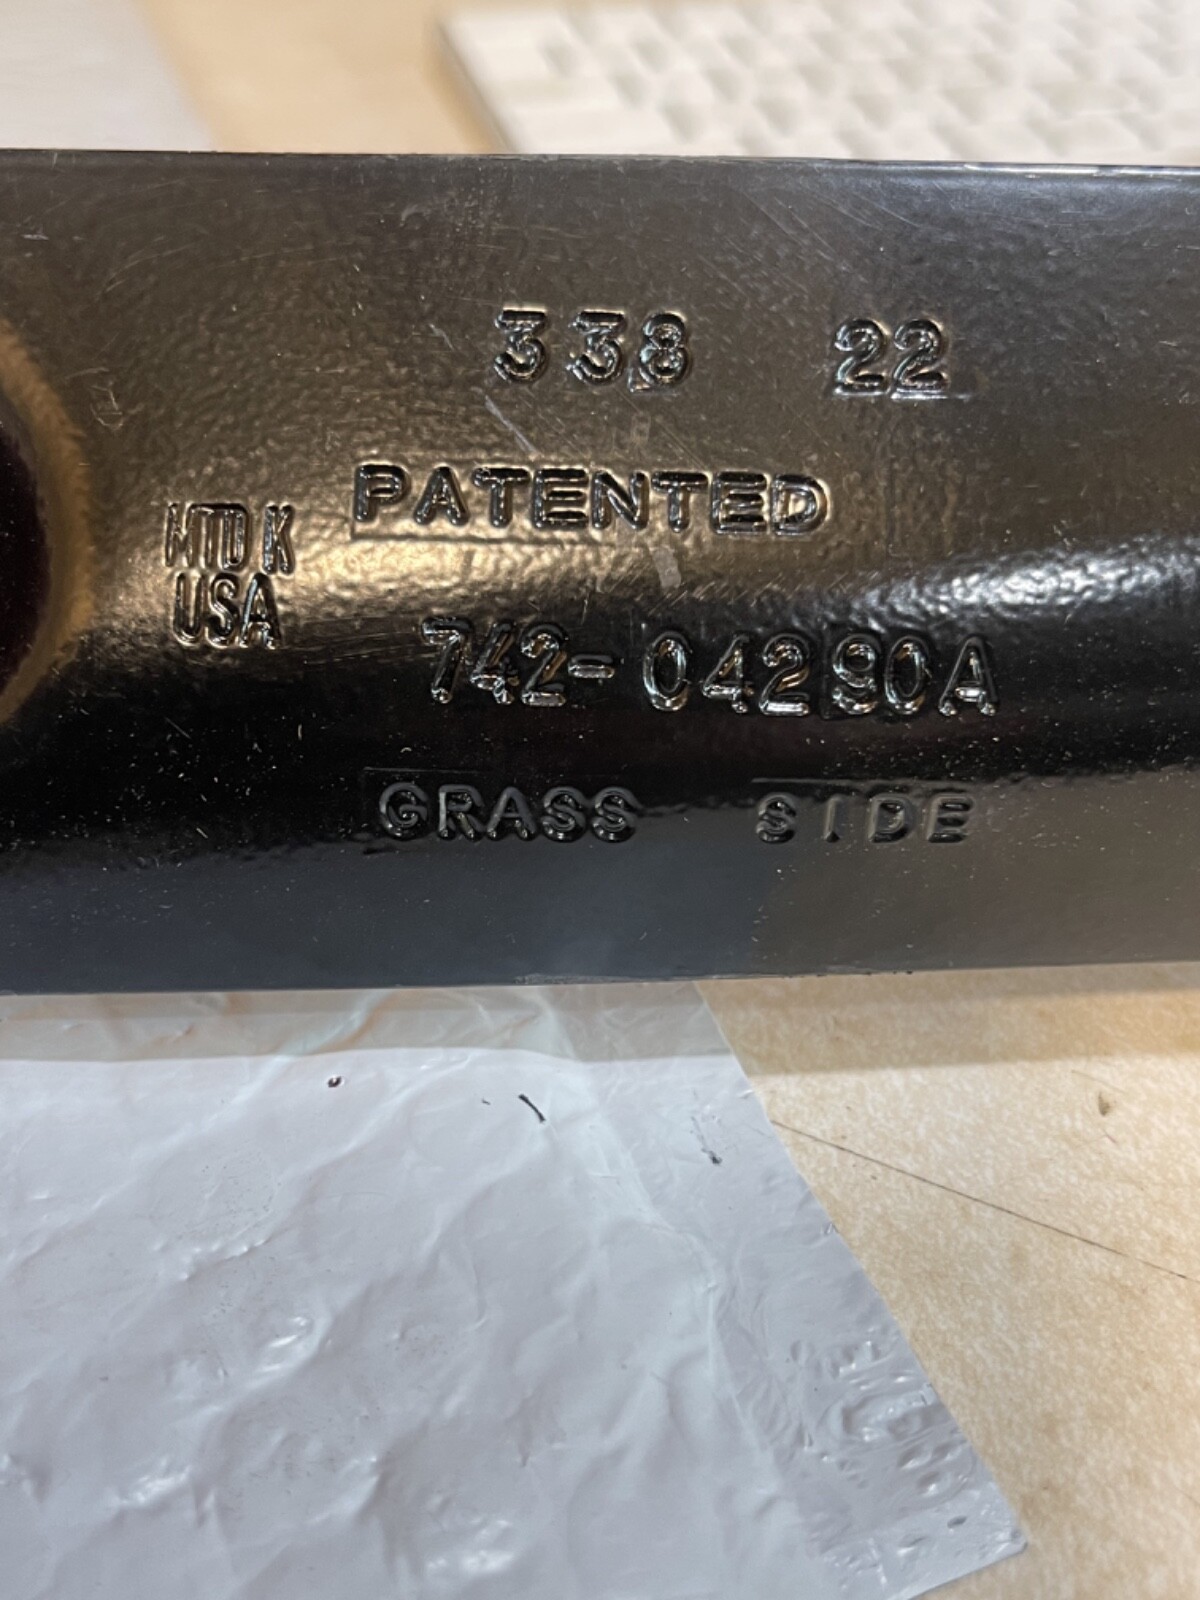 338 22
PATENTED
MTD K
USA
742-04290A
GRASS SIDE